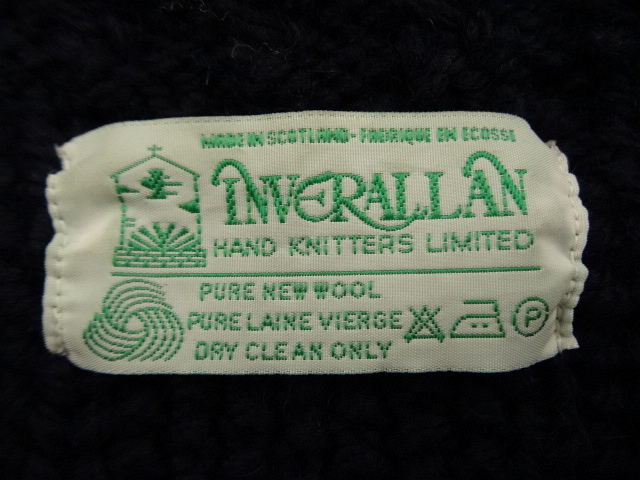 MADE IN SCOTLAND - FABRIQUE EN ECOSSE
INVERALLAN
HAND KNITTERS LIMITED
PURE NEW WOOL
PURE LAINE VIERGE
DRY CLEAN ONLY
P